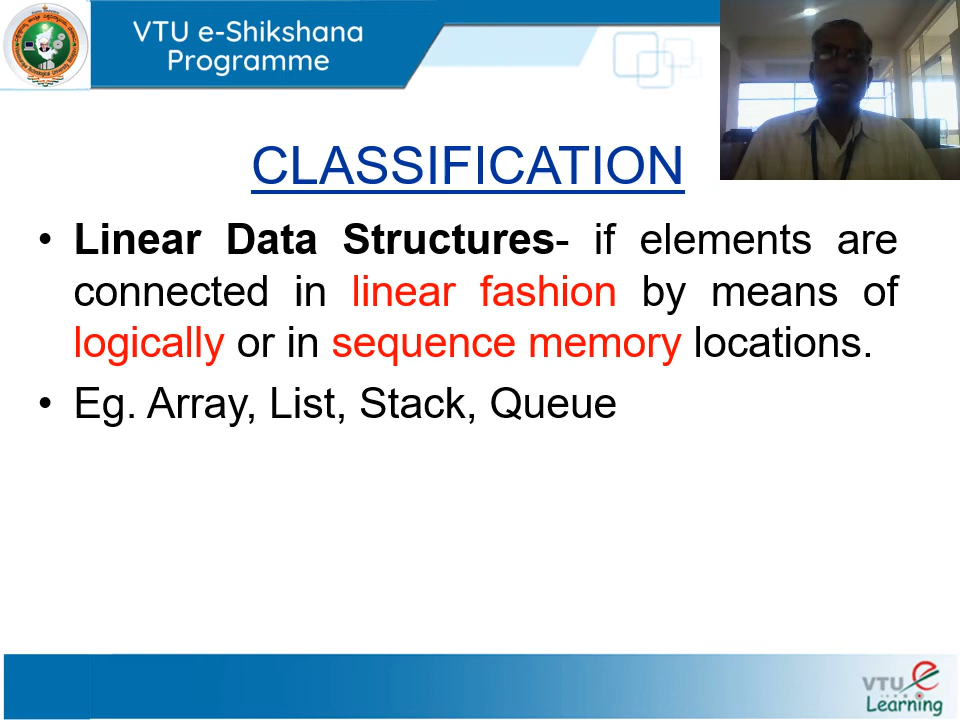 VTU e-Shikshana
Programme
CLASSIFICATION
• Linear Data Structures- if elements are
connected in linear fashion by means of
logically or in sequence memory locations.
• Eg. Array, List, Stack, Queue
VTU e
Learning